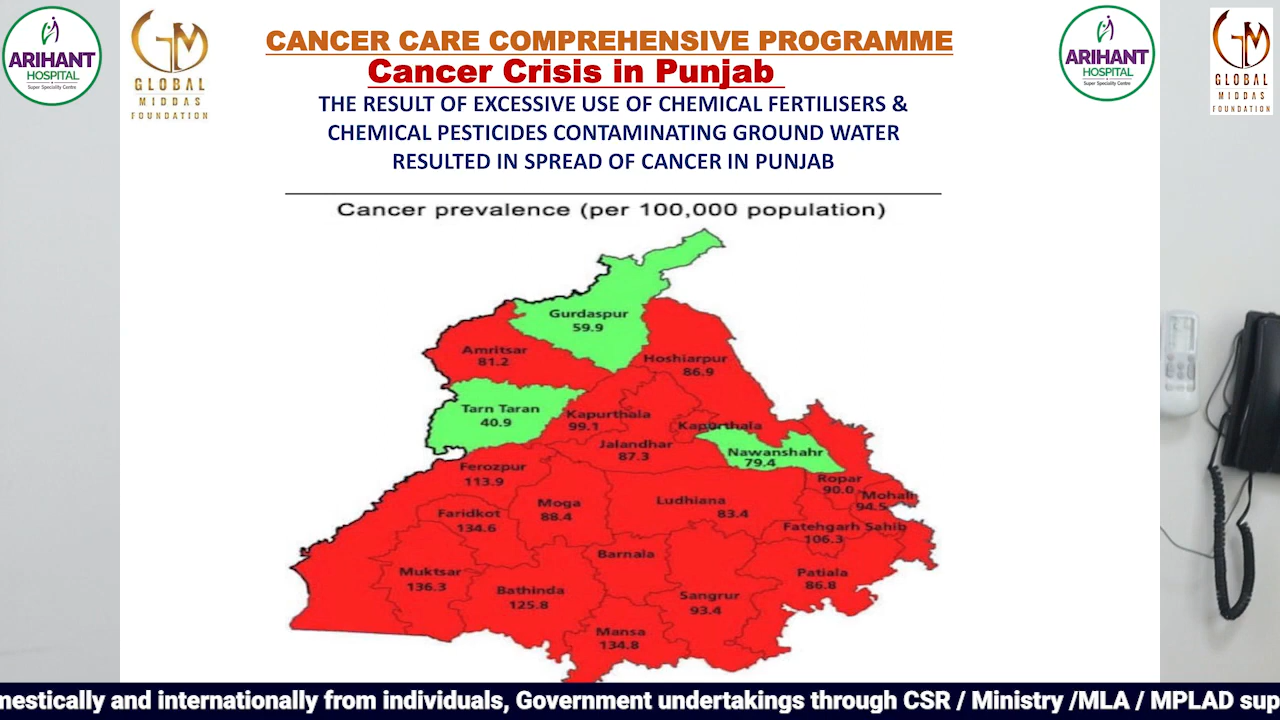 ARIHANT
HOSPITAL
Super Speciality Centre
GM
GLOBAL
MIDDAS
FOUNDATION
CANCER CARE COMPREHENSIVE PROGRAMME
Cancer Crisis in Punjab
THE RESULT OF EXCESSIVE USE OF CHEMICAL FERTILISERS &
CHEMICAL PESTICIDES CONTAMINATING GROUND WATER
RESULTED IN SPREAD OF CANCER IN PUNJAB
ARIHANT
HOSPITAL
Super Speciality Centre
GM
GLOBAL
MIDDAS
FOUNDATION
Cancer prevalence (per 100,000 population)
Gurdaspur
59.9
Amritsar
81.2
Hoshiarpur
86.9
Tarn Taran
40.9
Kapurthala
99.1
Kapurthala
Jalandhar
87.3
Nawanshahr
79.4
Ferozpur
113.9
Ropar
90.0
Mohali
94.5
Moga
88.4
Ludhiana
83.4
Faridkot
134.6
Fatehgarh Sahib
106.3
Barnala
Muktsar
136.3
Bathinda
125.8
Patiala
86.8
Sangrur
93.4
Mansa
134.8
mestically and internationally from individuals, Government undertakings through CSR / Ministry /MLA / MPLAD sup